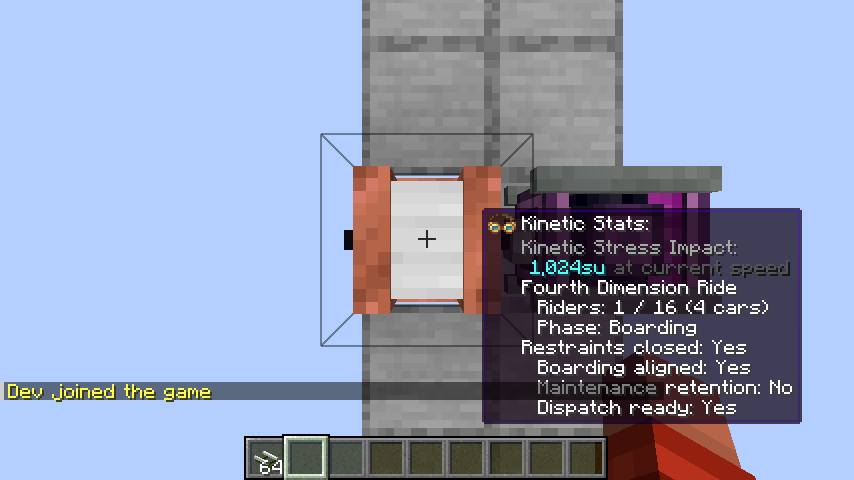 Kinetic Stats:
Kinetic Stress Impact:
1,024su at current speed
Fourth Dimension Ride
Riders: 1 / 16 (4 cars)
Phase: Boarding
Restraints closed: Yes
Boarding aligned: Yes
Maintenance retention: No
Dispatch ready: Yes
Dev joined the game
64